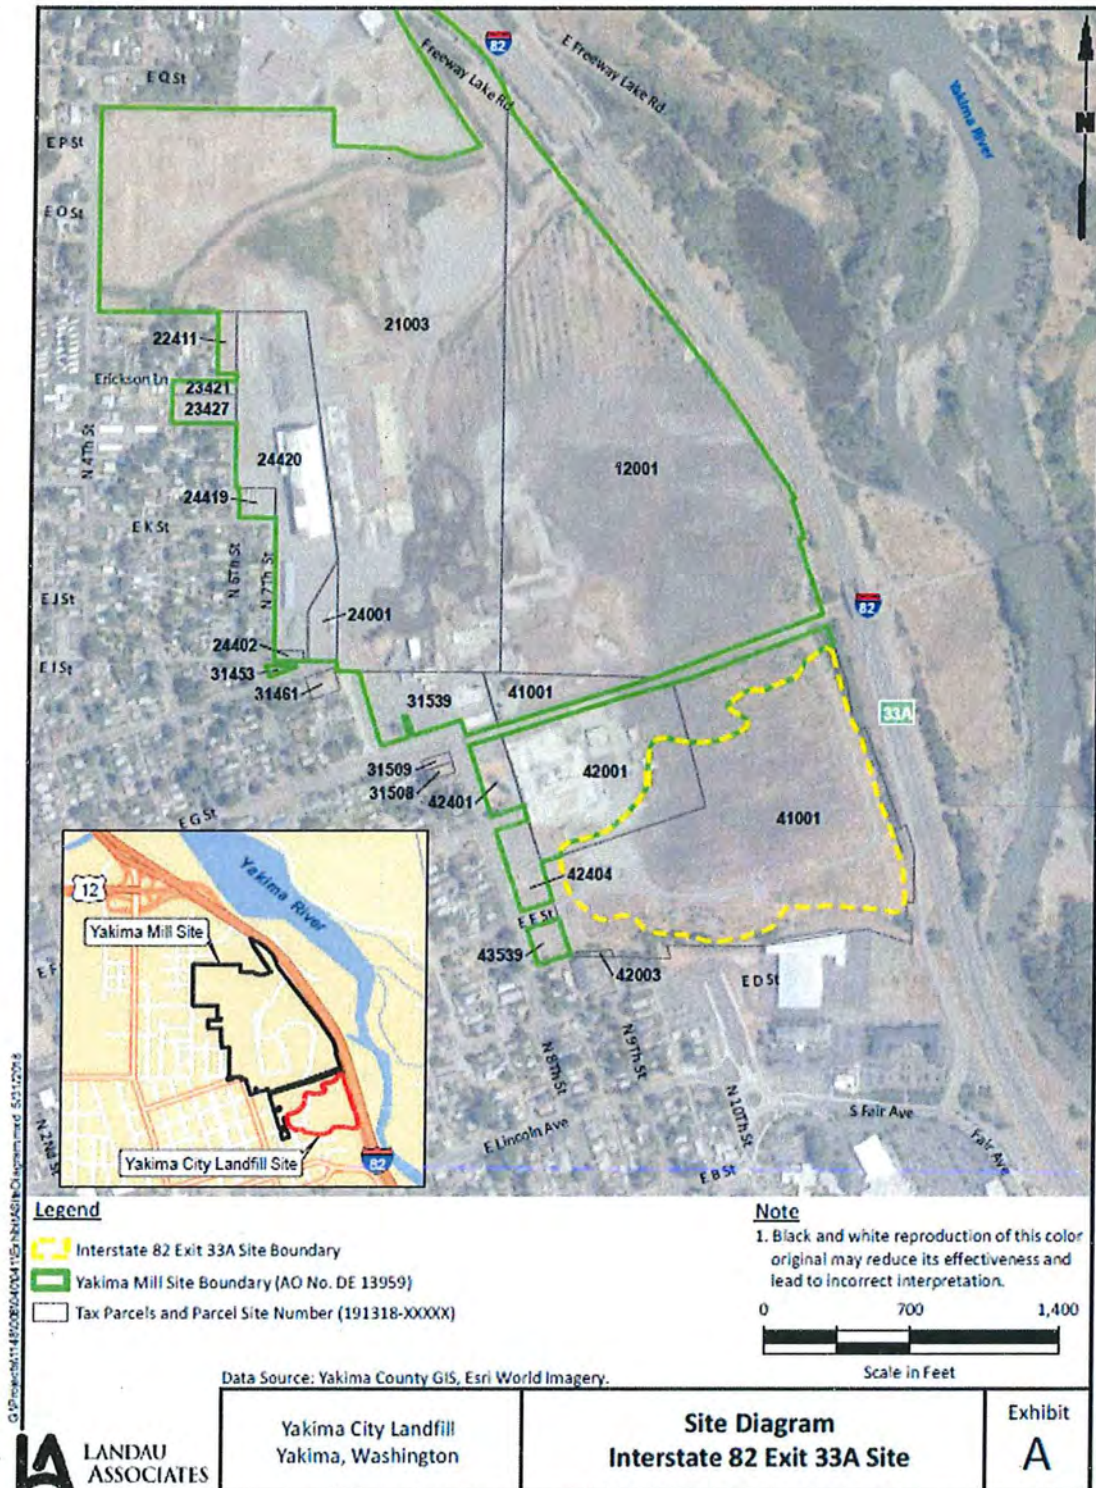 82
Freeway Lake Rd
E Freeway Lake Rd
E Q St
Yakima River
E P St
N
E O St
21003
22411
Erickson Ln
23421
23427
N 4Th St
24420
12001
24419
E K St
N 6Th St
N 7Th St
E J St
24001
82
24402
E I St
31453
31461
31539
41001
33A
31509
31508
42001
42401
E G St
41001
42404
E E St
43539
42003
E D St
N 8Th St
N 9Th St
N 10Th St
S Fair Ave
Fair Ave
E Lincoln Ave
E B St
N 2Nd St
12
Yakima River
Yakima Mill Site
Yakima City Landfill Site
82
Legend
Interstate 82 Exit 33A Site Boundary
Yakima Mill Site Boundary (AO No. DE 13959)
Tax Parcels and Parcel Site Number (191318-XXXXX)
Note
1. Black and white reproduction of this color
original may reduce its effectiveness and
lead to incorrect interpretation.
0 700 1,400
Scale in Feet
Data Source: Yakima County GIS, Esri World Imagery.
LANDAU
ASSOCIATES
Yakima City Landfill
Yakima, Washington
Site Diagram
Interstate 82 Exit 33A Site
Exhibit
A